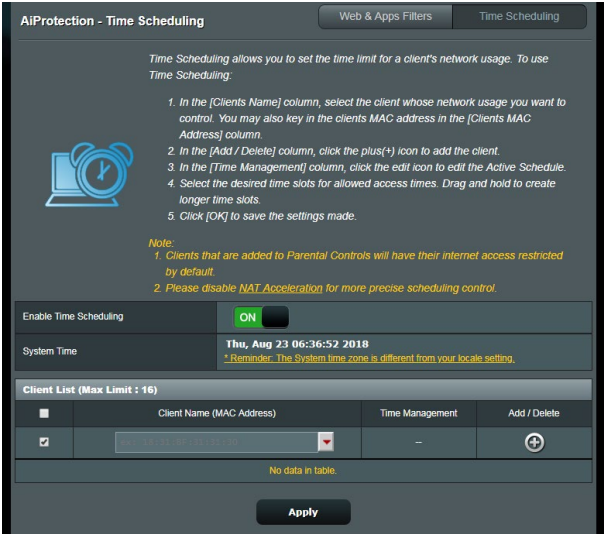 AiProtection - Time Scheduling
Web & Apps Filters
Time Scheduling
Time Scheduling allows you to set the time limit for a client's network usage. To use
Time Scheduling:
1. In the [Clients Name] column, select the client whose network usage you want to
control. You may also key in the clients MAC address in the [Clients MAC
Address] column.
2. In the [Add / Delete] column, click the plus(+) icon to add the client.
3. In the [Time Management] column, click the edit icon to edit the Active Schedule.
4. Select the desired time slots for allowed access times. Drag and hold to create
longer time slots.
5. Click [OK] to save the settings made.
Note:
1. Clients that are added to Parental Controls will have their internet access restricted
by default.
2. Please disable NAT Acceleration for more precise scheduling control.
Enable Time Scheduling
ON
System Time
Thu, Aug 23 06:36:52 2018
* Reminder: The System time zone is different from your locale setting.
Client List (Max Limit : 16)
Client Name (MAC Address)
Time Management
Add / Delete
–
No data in table.
Apply